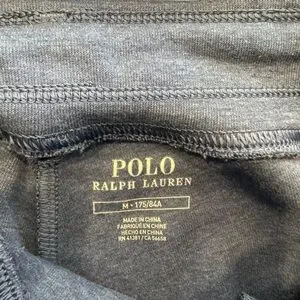 POLO
RALPH LAUREN
M • 175/84A
MADE IN CHINA
FABRIQUÉ EN CHINE
HECHO EN CHINA
RN 41381 / CA 56658